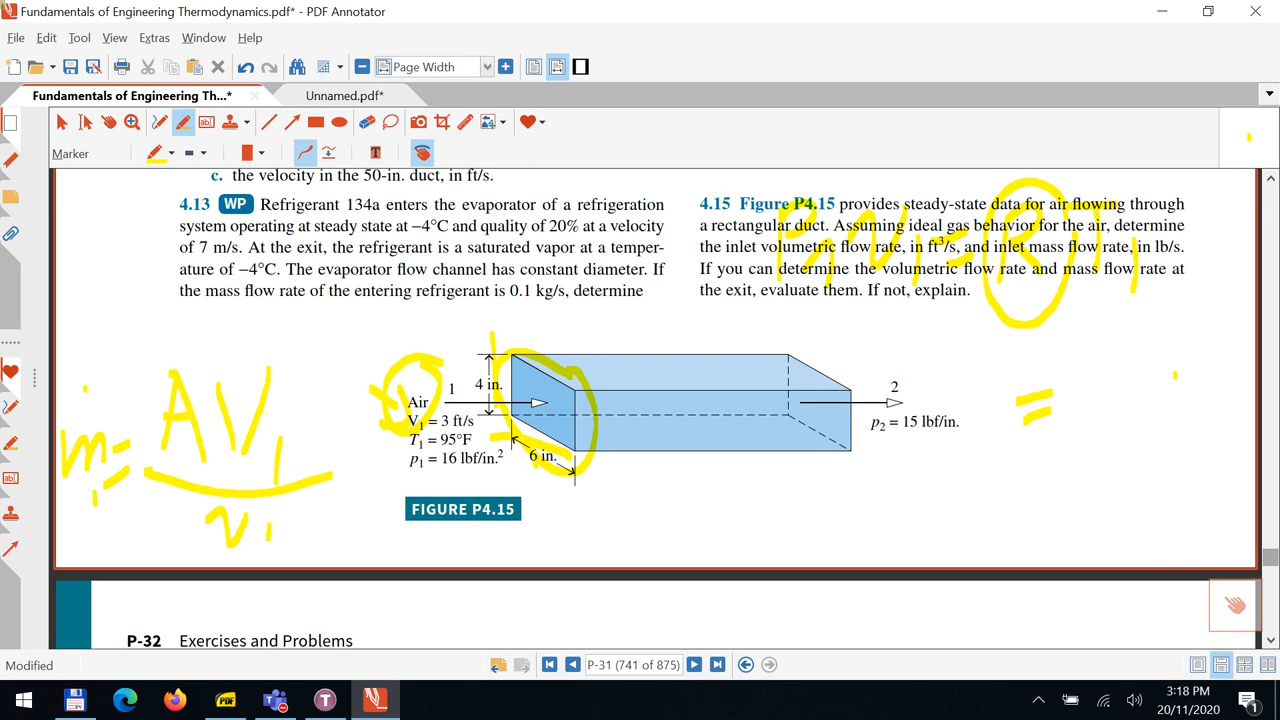 Fundamentals of Engineering Thermodynamics.pdf* - PDF Annotator
File Edit Tool View Extras Window Help
Page Width
Fundamentals of Engineering Th...* Unnamed.pdf*
Marker
c. the velocity in the 50-in. duct, in ft/s.
4.13 WP Refrigerant 134a enters the evaporator of a refrigeration
system operating at steady state at −4°C and quality of 20% at a velocity
of 7 m/s. At the exit, the refrigerant is a saturated vapor at a temper-
ature of −4°C. The evaporator flow channel has constant diameter. If
the mass flow rate of the entering refrigerant is 0.1 kg/s, determine
4.15 Figure P4.15 provides steady-state data for air flowing through
a rectangular duct. Assuming ideal gas behavior for the air, determine
the inlet volumetric flow rate, in ft³/s, and inlet mass flow rate, in lb/s.
If you can determine the volumetric flow rate and mass flow rate at
the exit, evaluate them. If not, explain.
P₁ v₁ = R T₁
=
ṁ₁ = A V₁
v₁
1
4 in.
Air
V₁ = 3 ft/s
T₁ = 95°F
p₁ = 16 lbf/in.²
6 in.
2
p₂ = 15 lbf/in.
FIGURE P4.15
P-32 Exercises and Problems
Modified
P-31 (741 of 875)
3:18 PM
20/11/2020